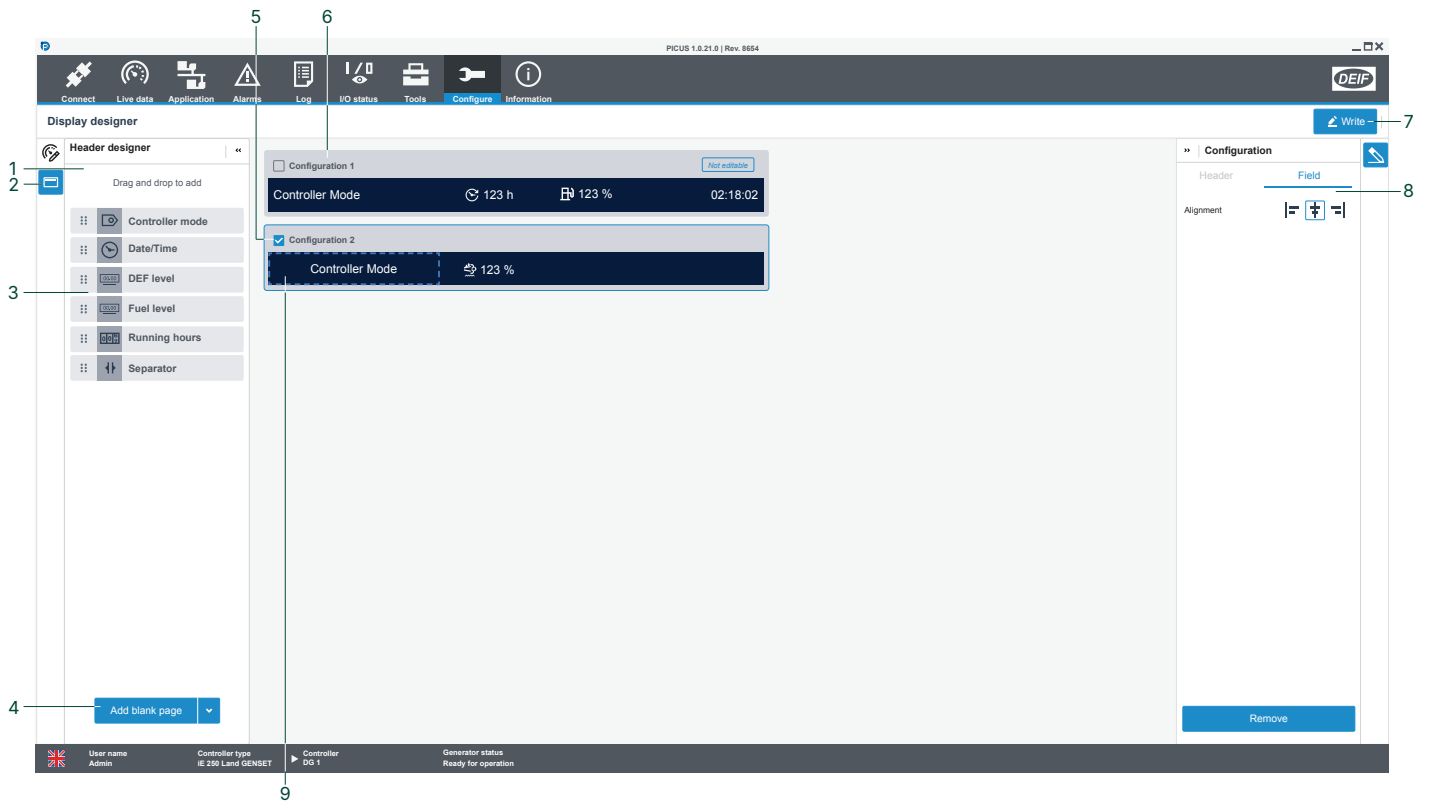 5 6
PICUS 1.0.21.0 | Rev. 8654
Connect Live data Application Alarms Log I/O status Tools Configure Information
DEIF
Display designer
Write
7
Header designer
1
2
Drag and drop to add
Controller mode
Date/Time
DEF level
3
Fuel level
Running hours
Separator
Add blank page
4
Configuration 1 Not editable
Controller Mode 123 h 123 % 02:18:02
Configuration 2
Controller Mode 123 %
Configuration
Header Field
8
Alignment
Remove
User name Controller type Controller Generator status
Admin iE 250 Land GENSET DG 1 Ready for operation
9